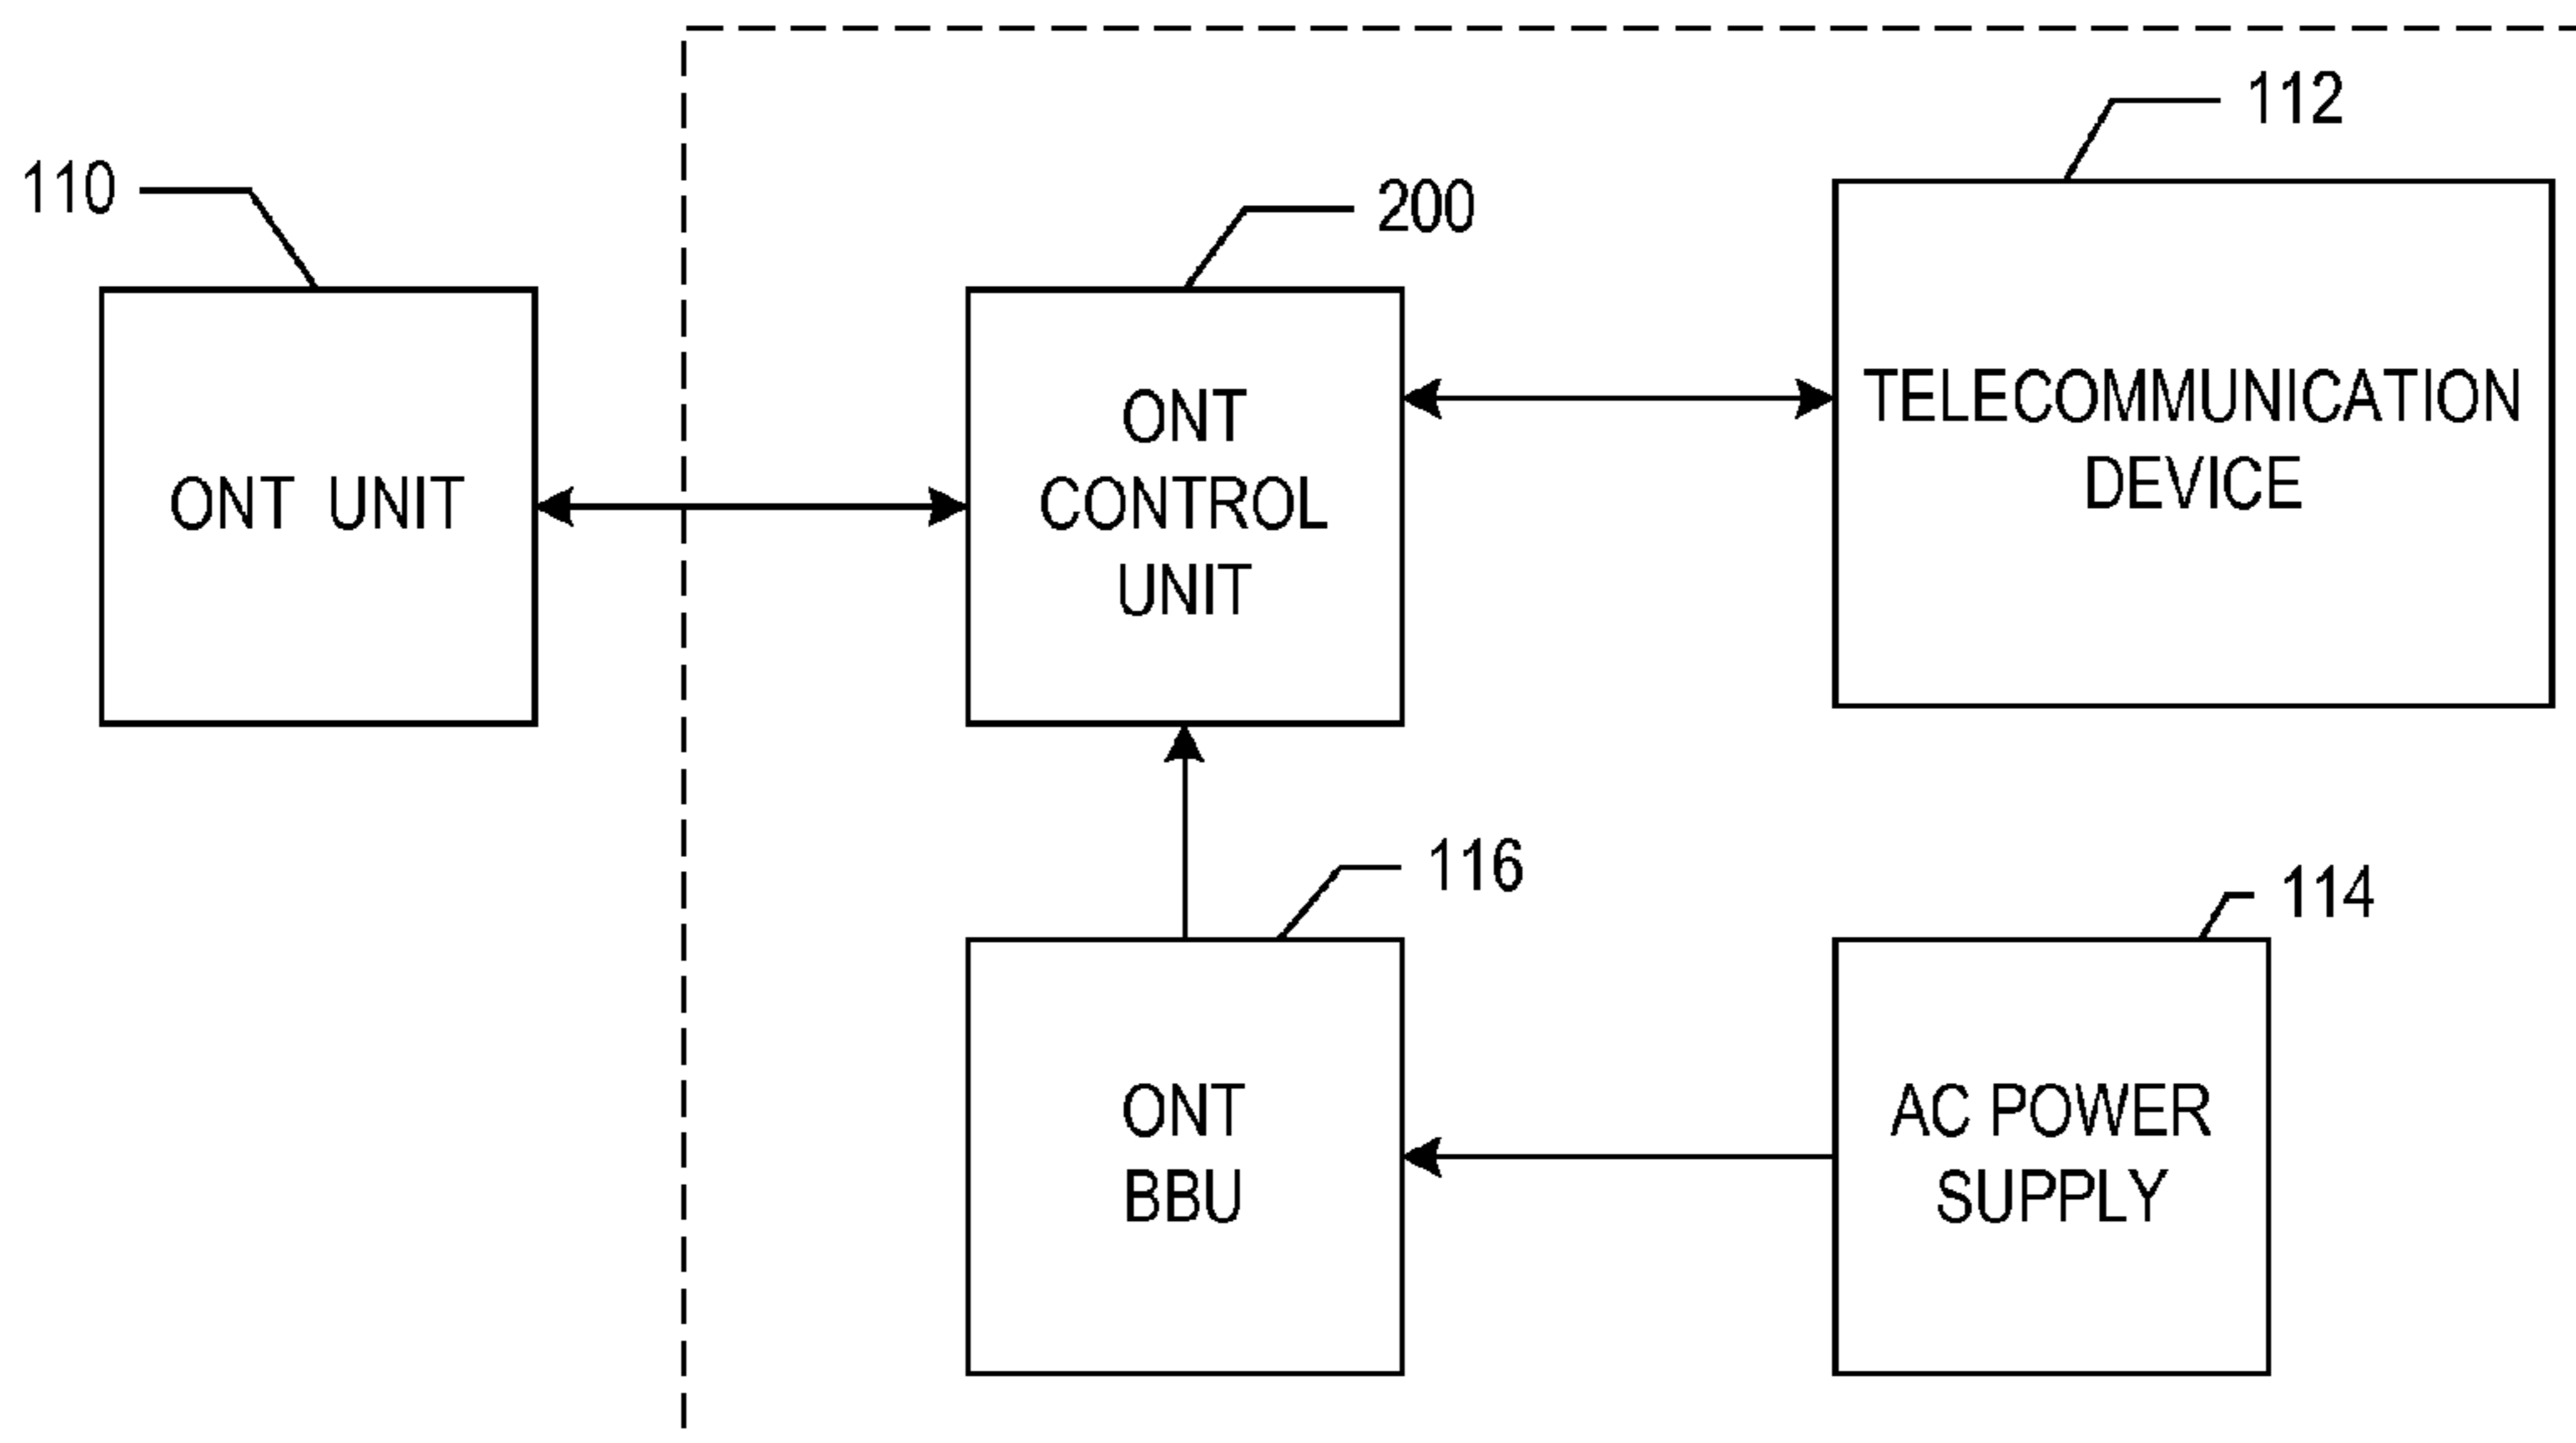 112
110
200
ONT UNIT
ONT
CONTROL
UNIT
TELECOMMUNICATION
DEVICE
116
114
ONT
BBU
AC POWER
SUPPLY